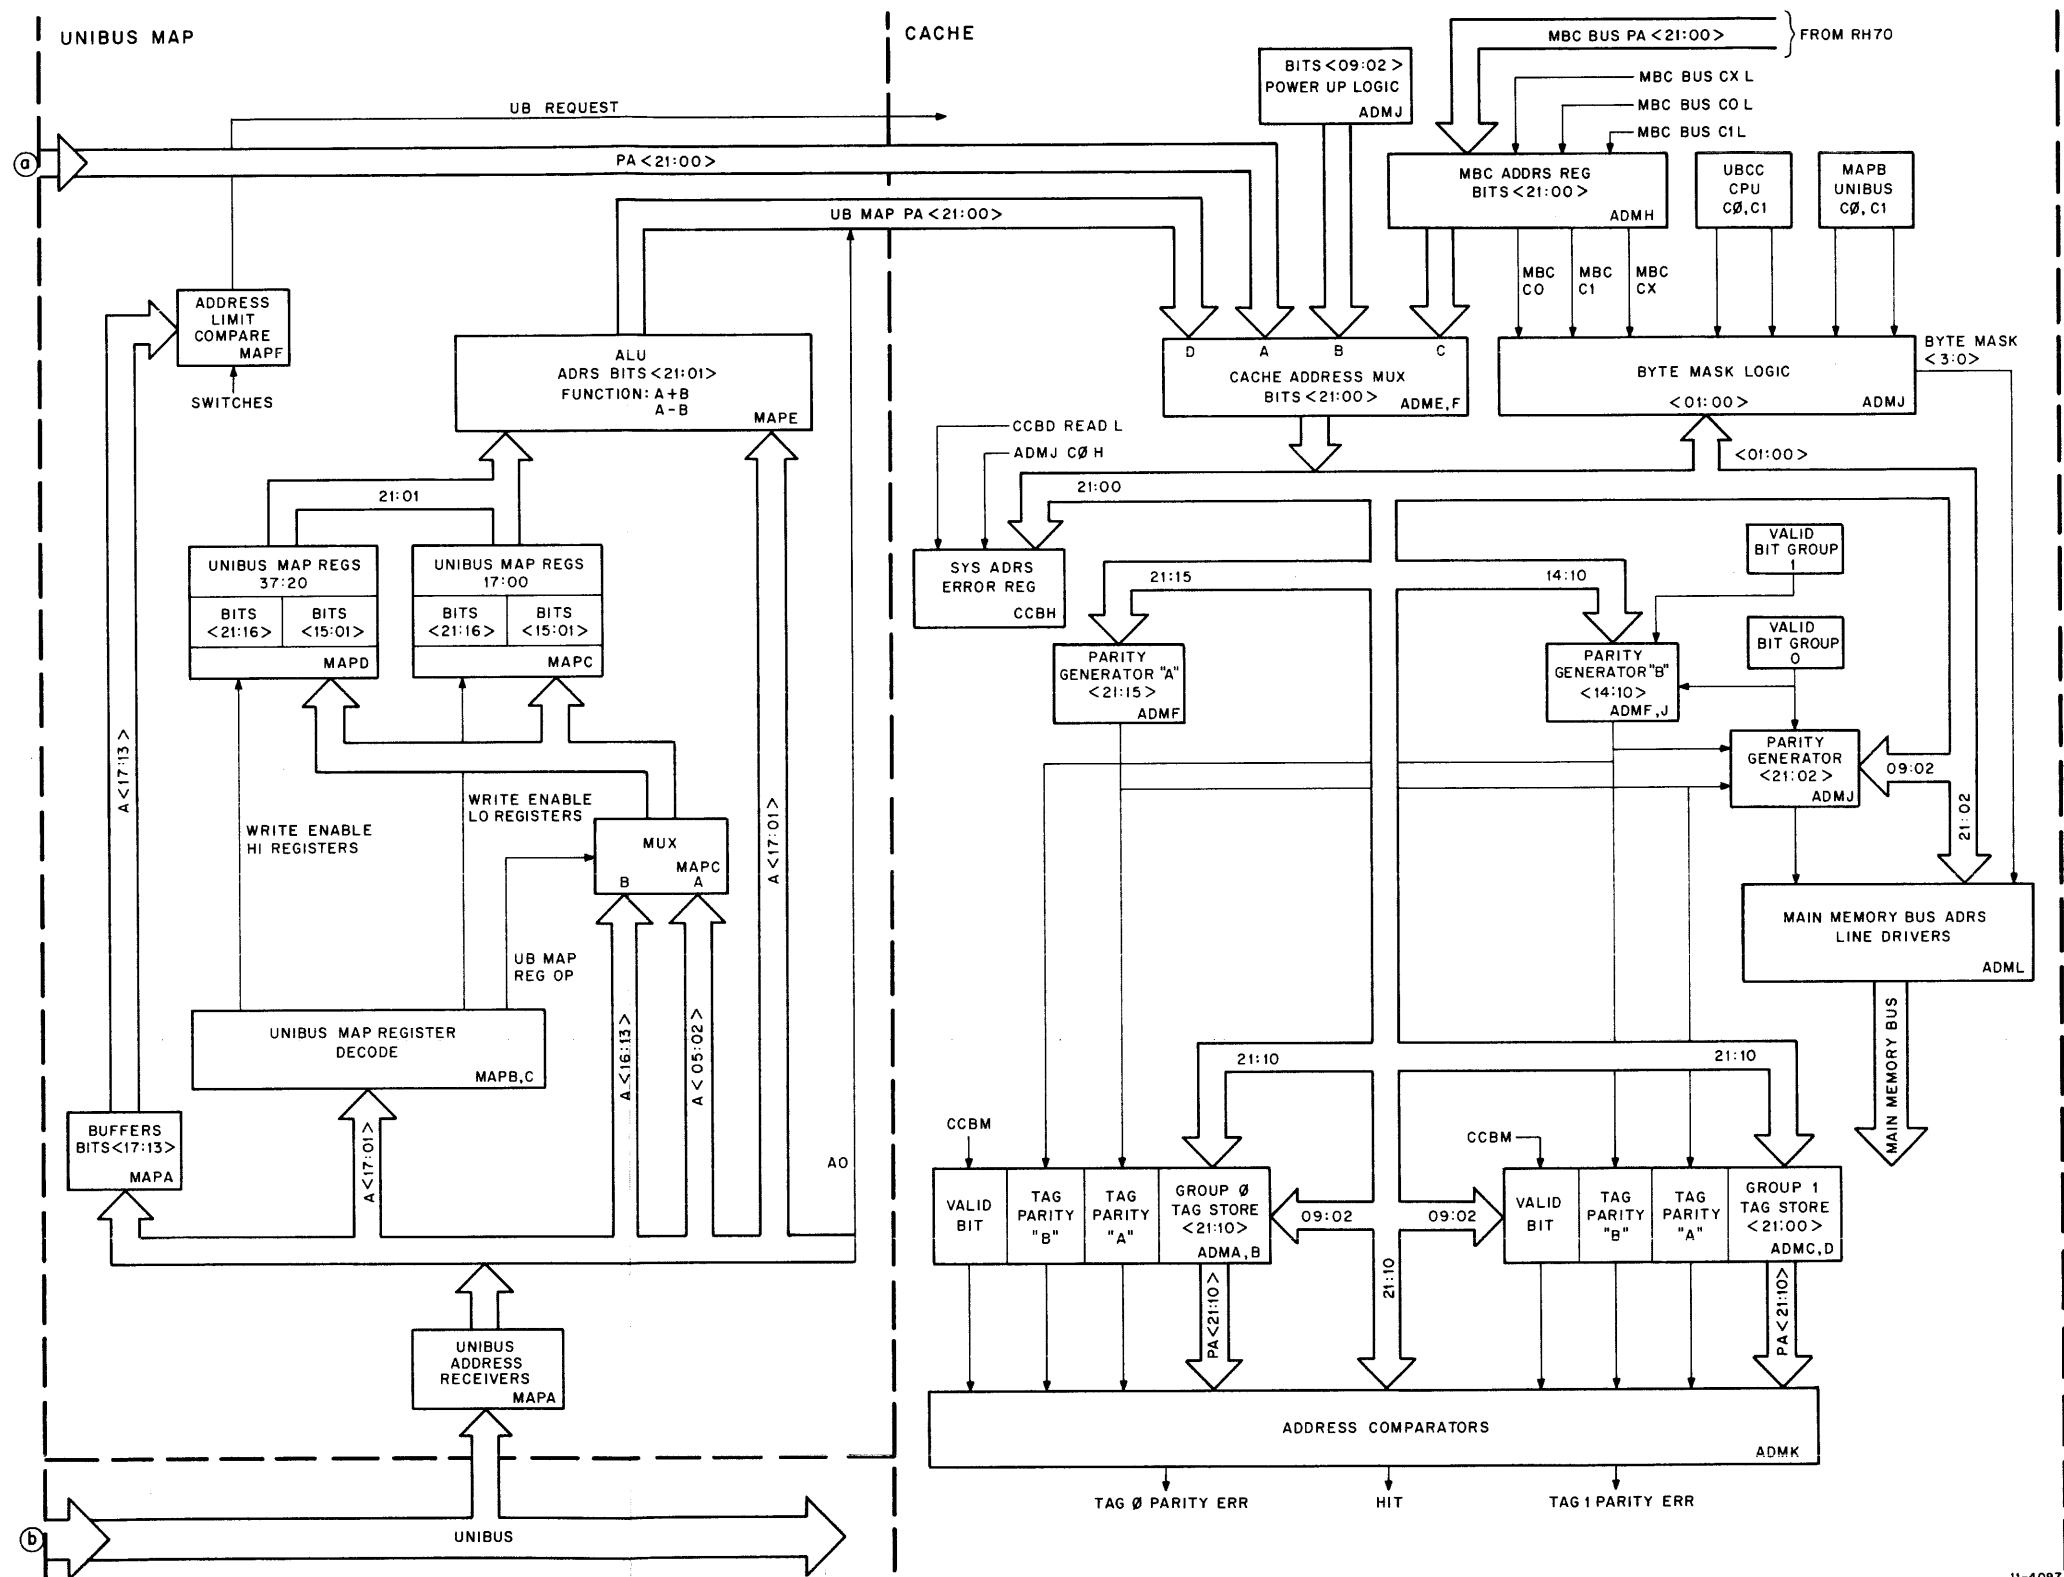 UNIBUS MAP
CACHE
MBC BUS PA <21:00>
FROM RH70
BITS <09:02>
POWER UP LOGIC
ADMJ
MBC BUS CX L
MBC BUS C0 L
MBC BUS C1 L
UB REQUEST
a
PA <21:00>
MBC ADDRS REG
BITS <21:00>
ADMH
UBCC
CPU
CØ, C1
MAPB
UNIBUS
CØ, C1
UB MAP PA <21:00>
MBC
C0
MBC
C1
MBC
CX
ADDRESS
LIMIT
COMPARE
MAPF
SWITCHES
ALU
ADRS BITS <21:01>
FUNCTION: A+B
A-B
MAPE
D
A
B
C
CACHE ADDRESS MUX
BITS <21:00>
ADME, F
BYTE MASK LOGIC
<01:00>
ADMJ
BYTE MASK
<3:0>
CCBD READ L
ADMJ CØ H
<01:00>
21:00
21:01
UNIBUS MAP REGS
37:20
BITS
<21:16>
BITS
<15:01>
MAPD
UNIBUS MAP REGS
17:00
BITS
<21:16>
BITS
<15:01>
MAPC
SYS ADRS
ERROR REG
CCBH
21:15
14:10
VALID
BIT GROUP
1
VALID
BIT GROUP
0
PARITY
GENERATOR "A"
<21:15>
ADMF
PARITY
GENERATOR "B"
<14:10>
ADMF, J
PARITY
GENERATOR
<21:02>
ADMJ
09:02
21:02
A <17:13>
WRITE ENABLE
HI REGISTERS
WRITE ENABLE
LO REGISTERS
MUX
MAPC
B
A
A <17:01>
UB MAP
REG OP
MAIN MEMORY BUS ADRS
LINE DRIVERS
ADML
UNIBUS MAP REGISTER
DECODE
MAPB, C
A <16:13>
A <05:02>
MAIN MEMORY BUS
21:10
21:10
BUFFERS
BITS <17:13>
MAPA
A <17:01>
A0
CCBM
CCBM
VALID
BIT
TAG
PARITY
"B"
TAG
PARITY
"A"
GROUP Ø
TAG STORE
<21:10>
ADMA, B
09:02
09:02
VALID
BIT
TAG
PARITY
"B"
TAG
PARITY
"A"
GROUP 1
TAG STORE
<21:00>
ADMC, D
PA <21:10>
21:10
PA <21:10>
UNIBUS
ADDRESS
RECEIVERS
MAPA
ADDRESS COMPARATORS
ADMK
TAG Ø PARITY ERR
HIT
TAG 1 PARITY ERR
b
UNIBUS